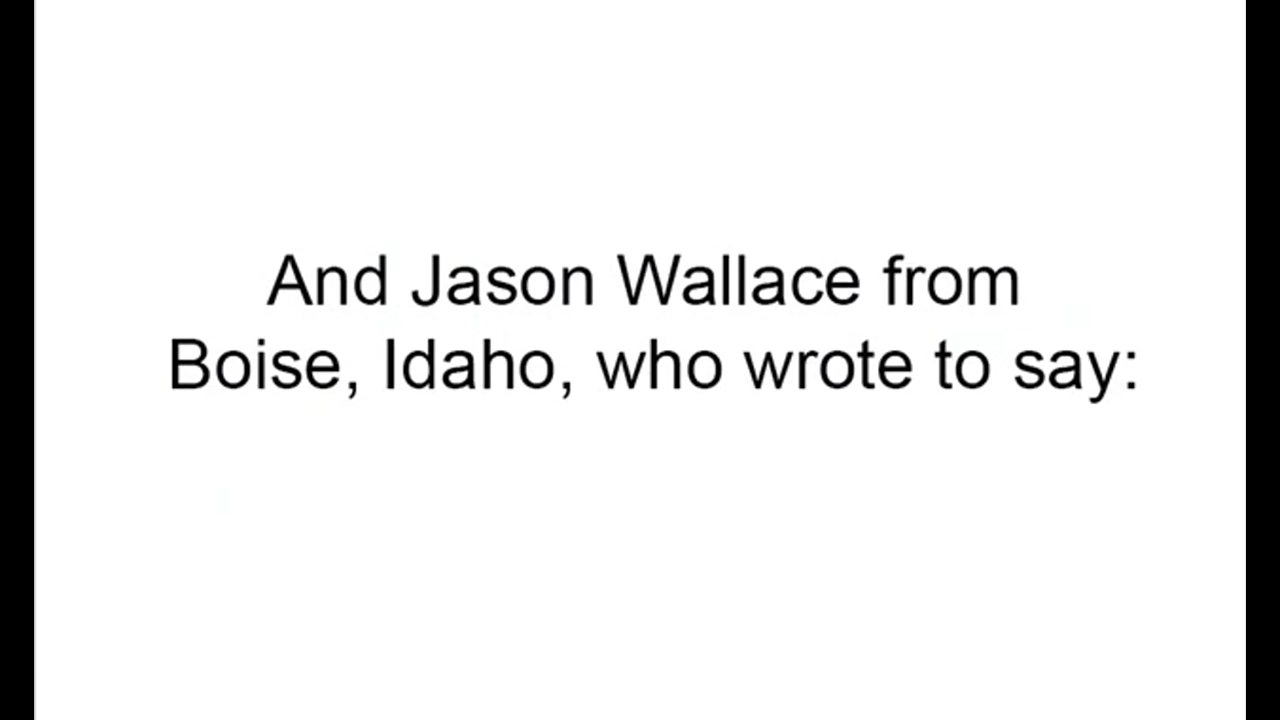 And Jason Wallace from
Boise, Idaho, who wrote to say: